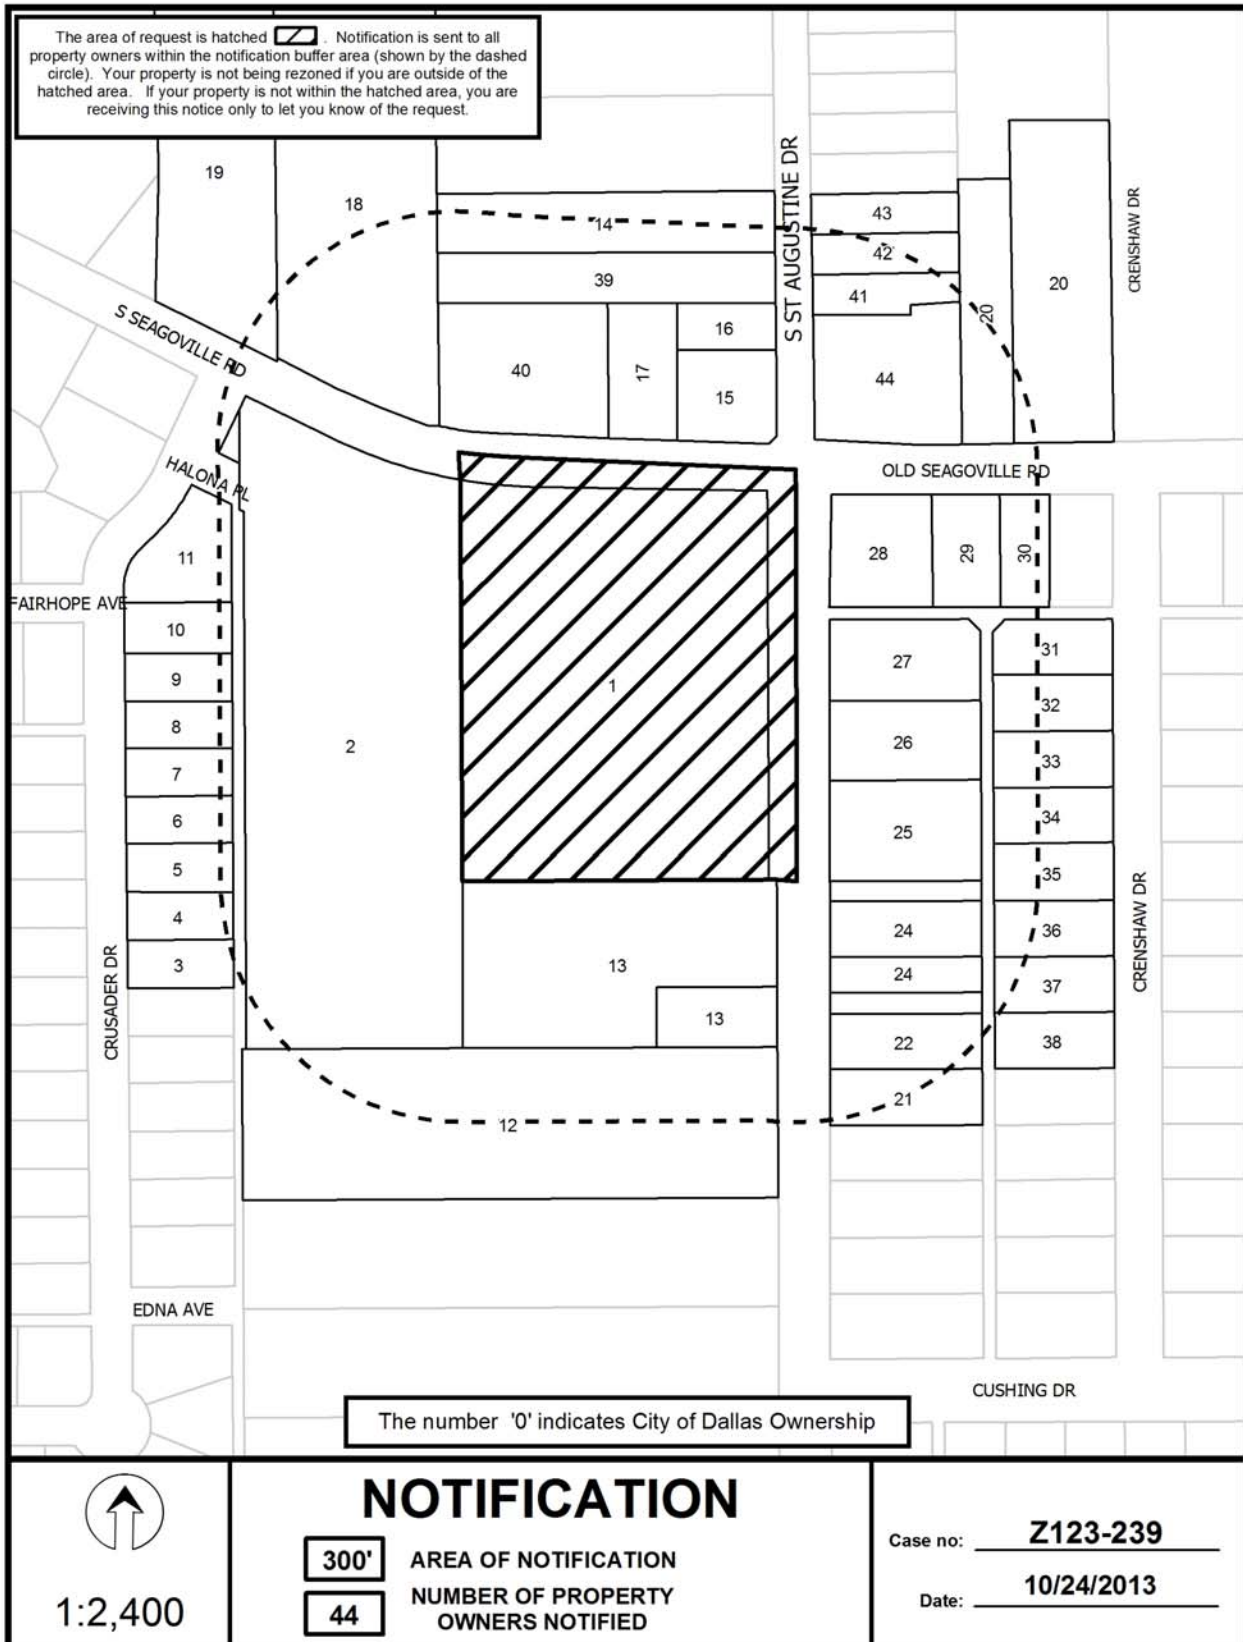 The area of request is hatched . Notification is sent to all
property owners within the notification buffer area (shown by the dashed
circle). Your property is not being rezoned if you are outside of the
hatched area. If your property is not within the hatched area, you are
receiving this notice only to let you know of the request.
19
18
14
39
16
40
17
15
43
42
41
44
20
20
S ST AUGUSTINE DR
CRENSHAW DR
S SEAGOVILLE RD
HALONA PL
OLD SEAGOVILLE RD
11
28
29
30
FAIRHOPE AVE
10
9
8
7
6
5
4
3
2
1
27
26
25
24
24
22
21
31
32
33
34
35
36
37
38
13
13
12
CRUSADER DR
CRENSHAW DR
EDNA AVE
CUSHING DR
The number '0' indicates City of Dallas Ownership
1:2,400
NOTIFICATION
300' AREA OF NOTIFICATION
44 NUMBER OF PROPERTY
OWNERS NOTIFIED
Case no: Z123-239
Date: 10/24/2013